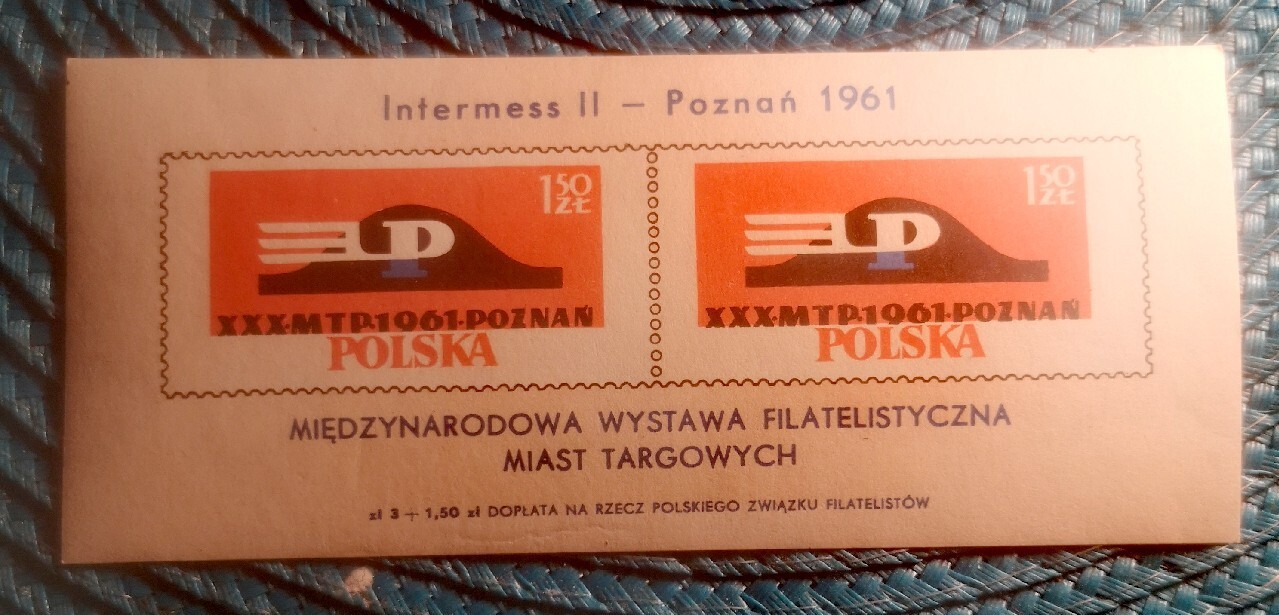 Intermess II – Poznań 1961
1 50 ZŁ
XXX·MTP·1961·POZNAŃ
POLSKA
1 50 ZŁ
XXX·MTP·1961·POZNAŃ
POLSKA
MIĘDZYNARODOWA WYSTAWA FILATELISTYCZNA
MIAST TARGOWYCH
zł 3 + 1,50 zł DOPŁATA NA RZECZ POLSKIEGO ZWIĄZKU FILATELISTÓW